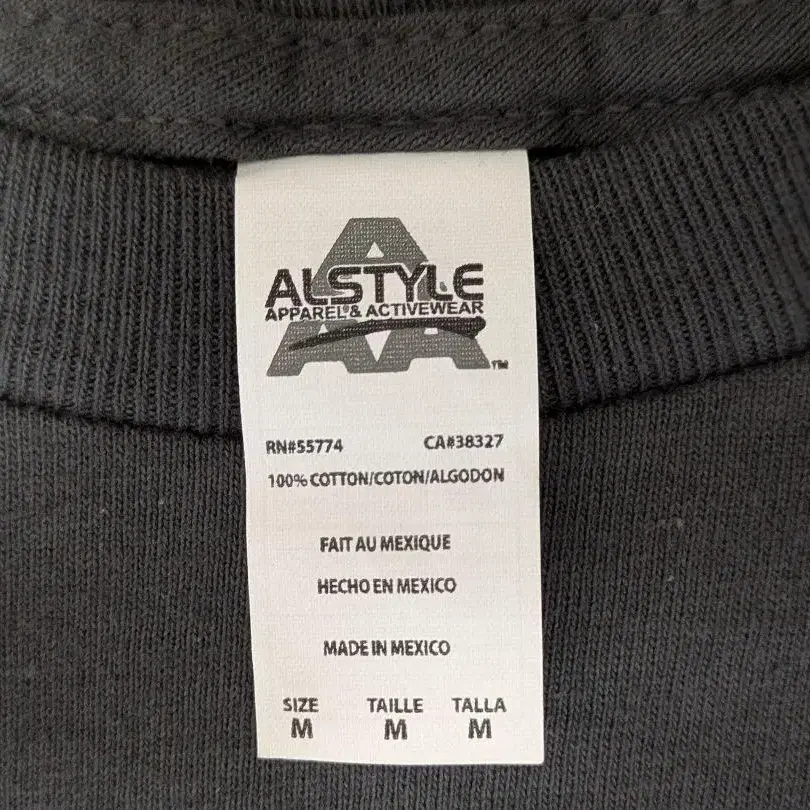 ALSTYLE
APPAREL & ACTIVEWEAR
AAA ™
RN#55774 CA#38327
100% COTTON/COTON/ALGODON
FAIT AU MEXIQUE
HECHO EN MEXICO
MADE IN MEXICO
SIZE TAILLE TALLA
M M M